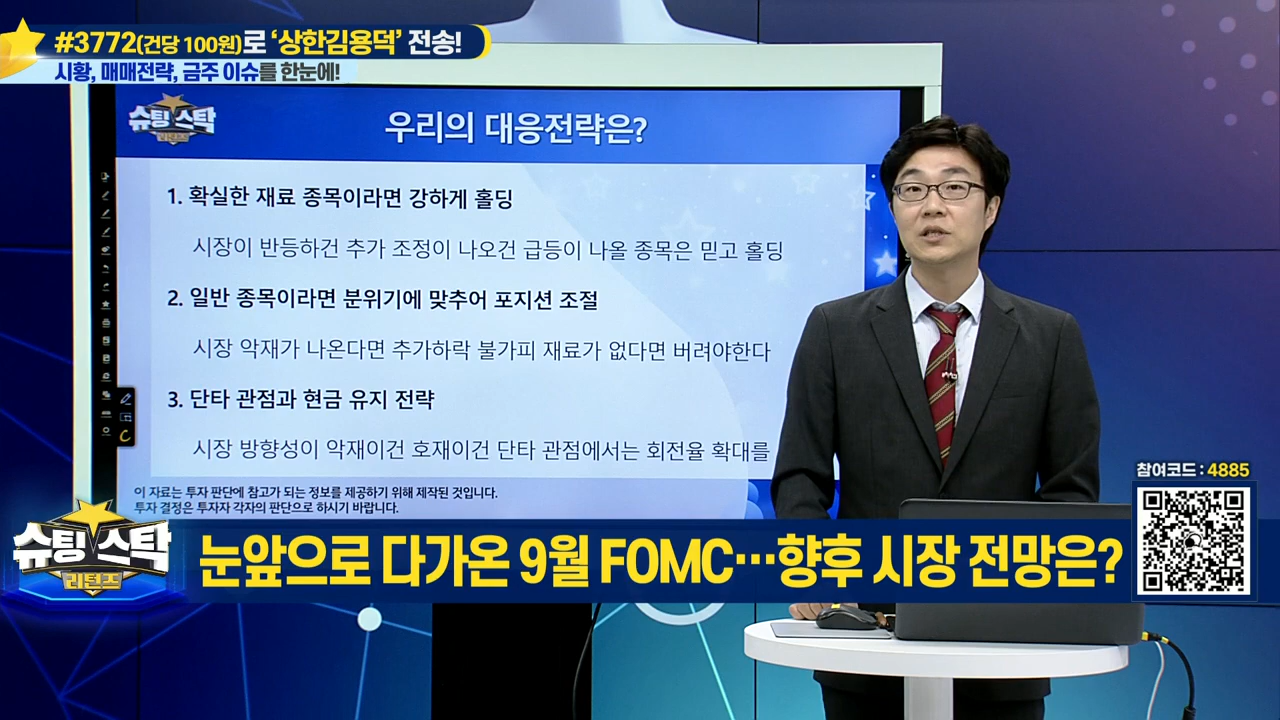 #3772(건당 100원)로 ‘상한김용덕’ 전송!
시황, 매매전략, 금주 이슈를 한눈에!
슈팅 스탁
우리의 대응전략은?
1. 확실한 재료 종목이라면 강하게 홀딩
시장이 반등하건 추가 조정이 나오건 급등이 나올 종목은 믿고 홀딩
2. 일반 종목이라면 분위기에 맞추어 포지션 조절
시장 악재가 나온다면 추가하락 불가피 재료가 없다면 버려야한다
3. 단타 관점과 현금 유지 전략
시장 방향성이 악재이건 호재이건 단타 관점에서는 회전율 확대를
이 자료는 투자 판단에 참고가 되는 정보를 제공하기 위해 제작된 것입니다.
투자 결정은 투자자 각자의 판단으로 하시기 바랍니다.
참여코드 : 4885
슈팅 스탁
리턴즈
눈앞으로 다가온 9월 FOMC…향후 시장 전망은?